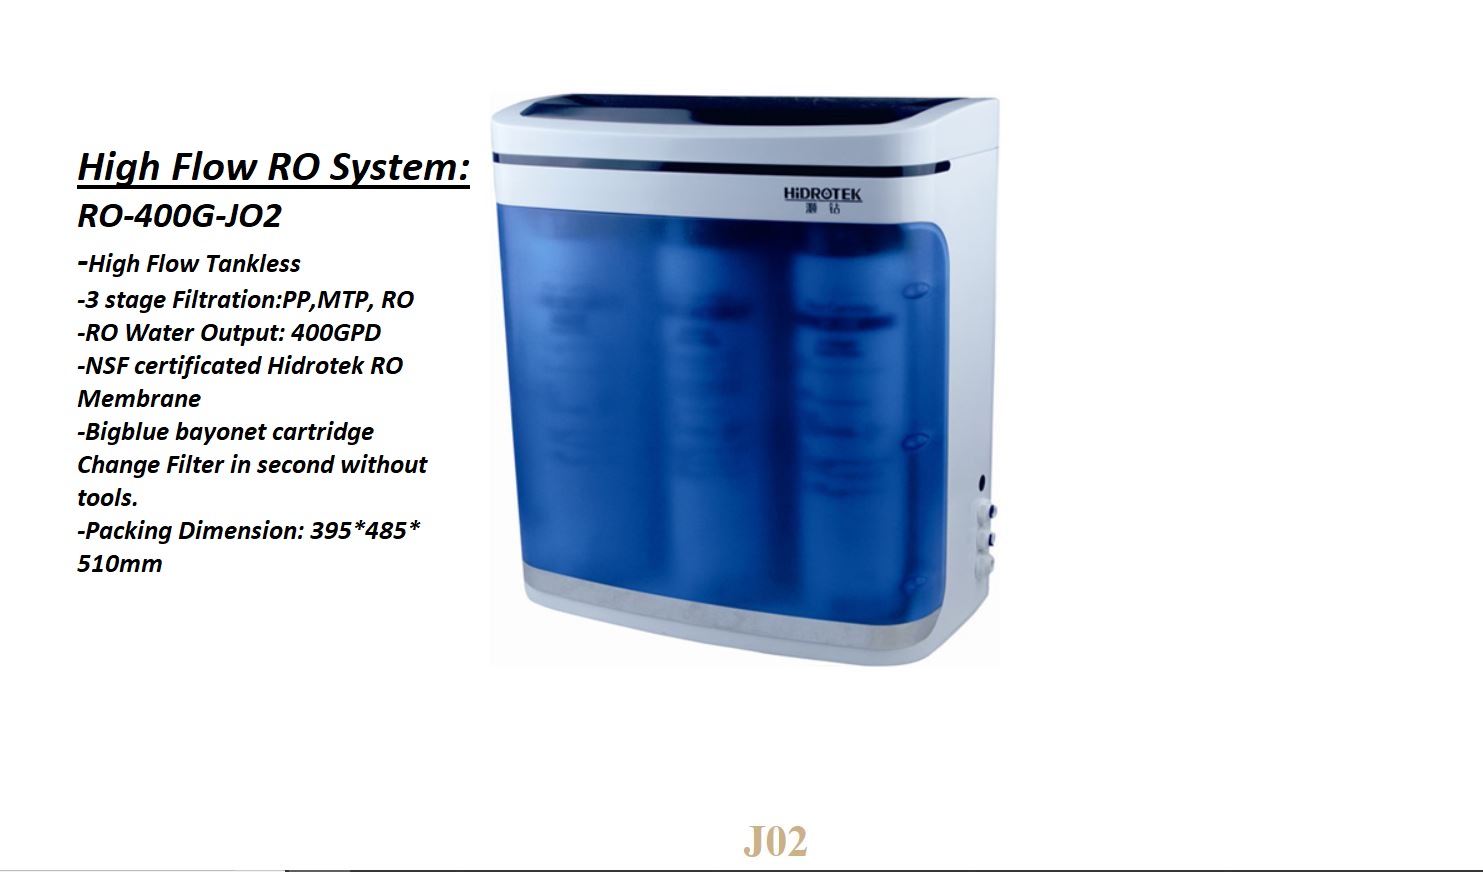 High Flow RO System:
RO-400G-JO2
-High Flow Tankless
-3 stage Filtration:PP,MTP, RO
-RO Water Output: 400GPD
-NSF certificated Hidrotek RO
Membrane
-Bigblue bayonet cartridge
Change Filter in second without
tools.
-Packing Dimension: 395*485*
510mm
HiDROTEK
灏钻
J02